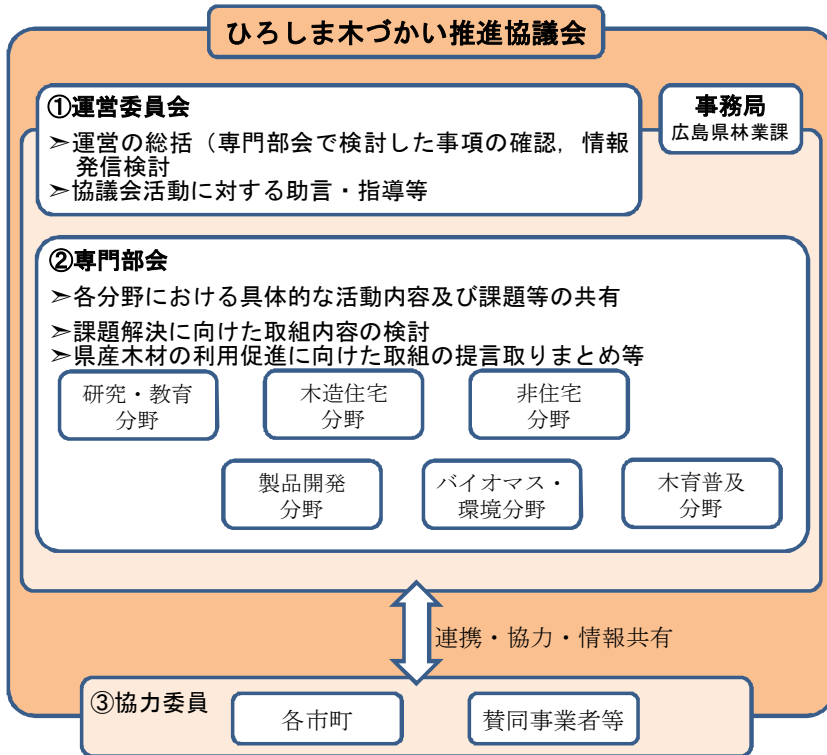 ひろしま木づかい推進協議会
①運営委員会
➣運営の総括（専門部会で検討した事項の確認，情報
発信検討
➣協議会活動に対する助言・指導等
事務局
広島県林業課
②専門部会
➣各分野における具体的な活動内容及び課題等の共有
➣課題解決に向けた取組内容の検討
➣県産木材の利用促進に向けた取組の提言取りまとめ等
研究・教育
分野
木造住宅
分野
非住宅
分野
製品開発
分野
バイオマス・
環境分野
木育普及
分野
連携・協力・情報共有
③協力委員
各市町
賛同事業者等